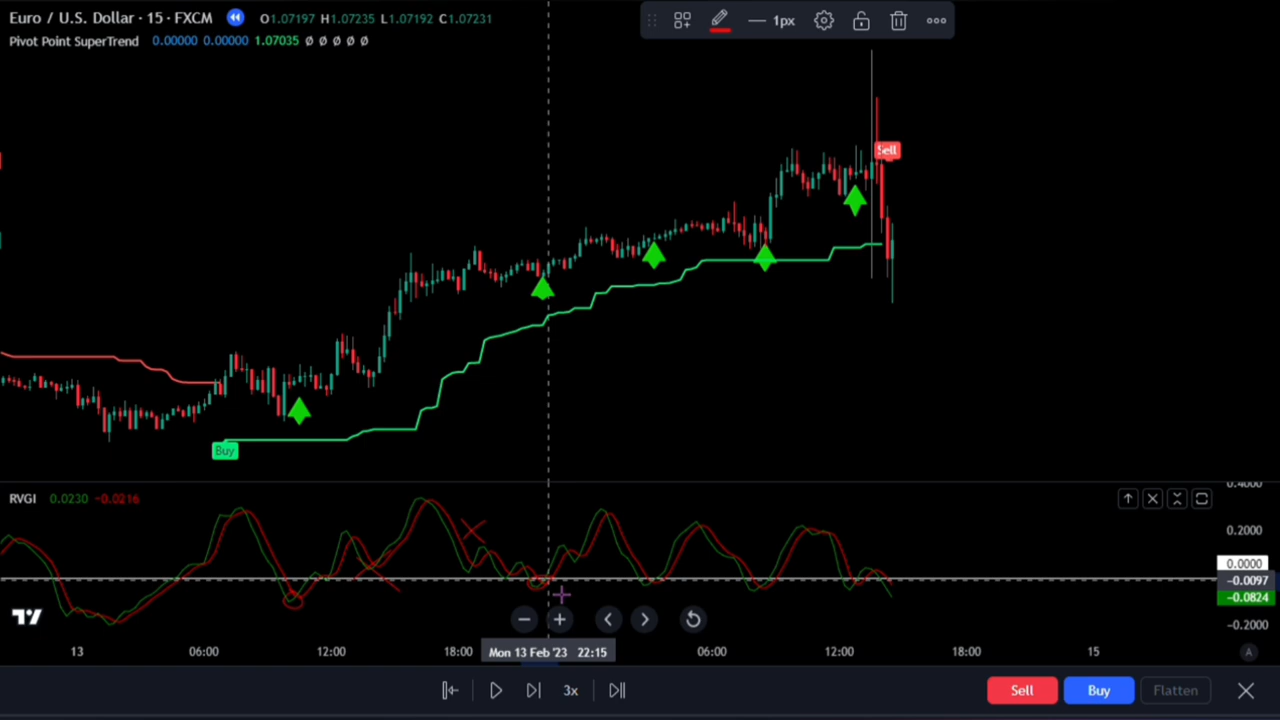 Euro / U.S. Dollar · 15 · FXCM O1.07197 H1.07235 L1.07192 C1.07231
1px
Pivot Point SuperTrend 0.00000 0.00000 1.07035 Ø Ø Ø Ø Ø
Sell
Buy
RVGI 0.0230 -0.0216
0.4000
0.2000
0.0000
-0.0097
-0.0824
-0.2000
13 06:00 12:00 18:00 Mon 13 Feb '23 22:15 06:00 12:00 18:00 15 A
3x
Sell Buy Flatten